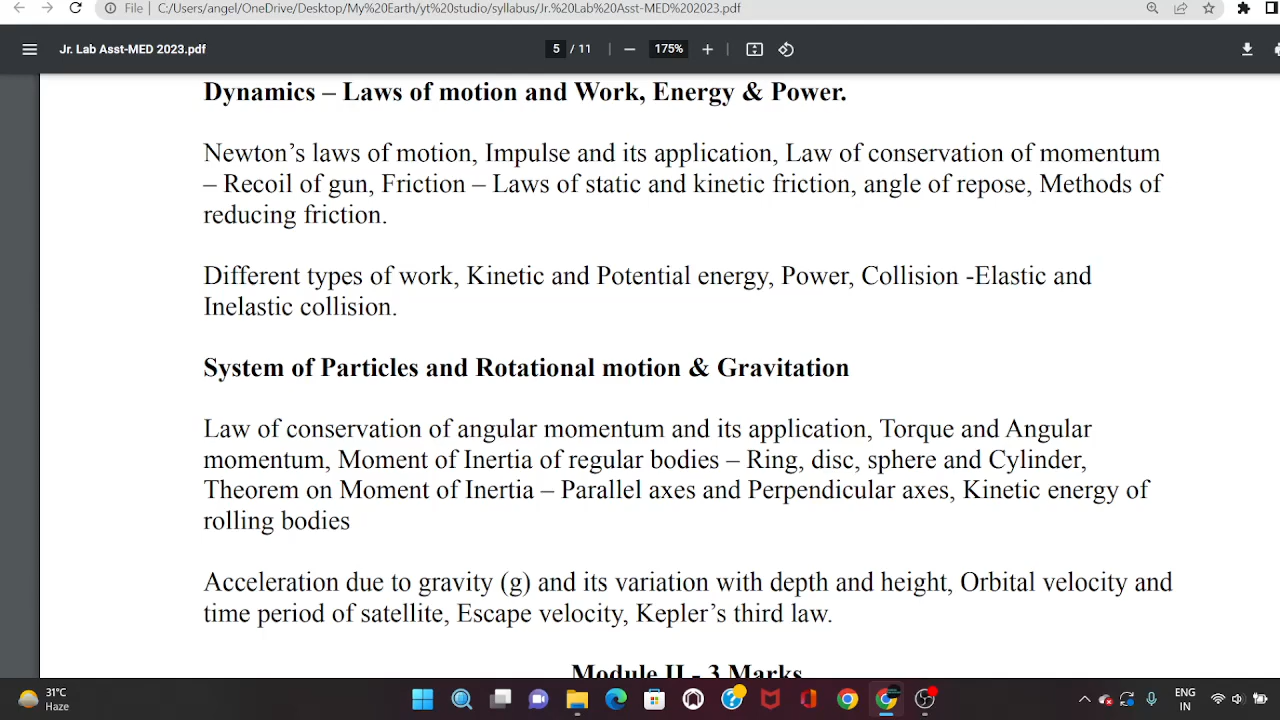 File | C:/Users/angel/OneDrive/Desktop/My%20Earth/yt%20studio/syllabus/Jr.%20Lab%20Asst-MED%202023.pdf
Jr. Lab Asst-MED 2023.pdf 5 / 11 − 175% +
Dynamics – Laws of motion and Work, Energy & Power.
Newton’s laws of motion, Impulse and its application, Law of conservation of momentum
– Recoil of gun, Friction – Laws of static and kinetic friction, angle of repose, Methods of
reducing friction.
Different types of work, Kinetic and Potential energy, Power, Collision -Elastic and
Inelastic collision.
System of Particles and Rotational motion & Gravitation
Law of conservation of angular momentum and its application, Torque and Angular
momentum, Moment of Inertia of regular bodies – Ring, disc, sphere and Cylinder,
Theorem on Moment of Inertia – Parallel axes and Perpendicular axes, Kinetic energy of
rolling bodies
Acceleration due to gravity (g) and its variation with depth and height, Orbital velocity and
time period of satellite, Escape velocity, Kepler’s third law.
Module II - 3 Marks
31°C
Haze
ENG
IN